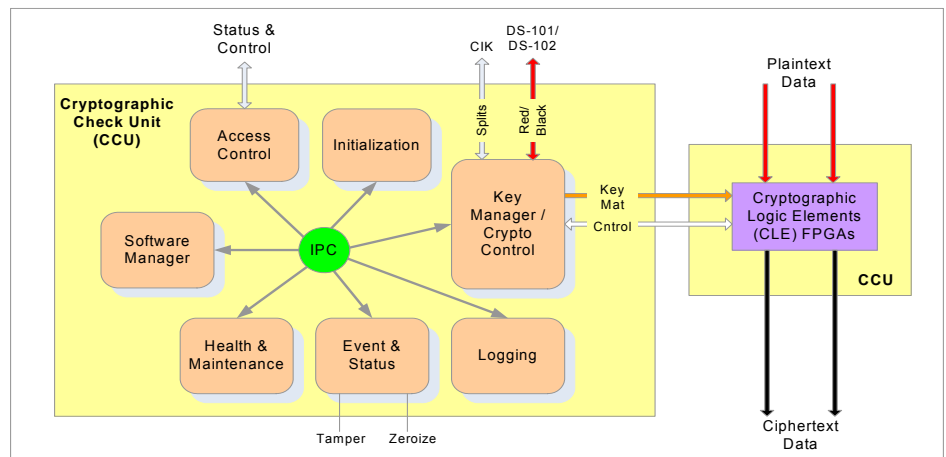 Status &
Control
CIK
DS-101/
DS-102
Plaintext
Data
Cryptographic
Check Unit
(CCU)
Splits
Red/
Black
Access
Control
Initialization
Key
Manager /
Crypto
Control
Key
Mat
Cntrol
Cryptographic
Logic Elements
(CLE) FPGAs
CCU
Software
Manager
IPC
Health &
Maintenance
Event &
Status
Logging
Tamper
Zeroize
Ciphertext
Data